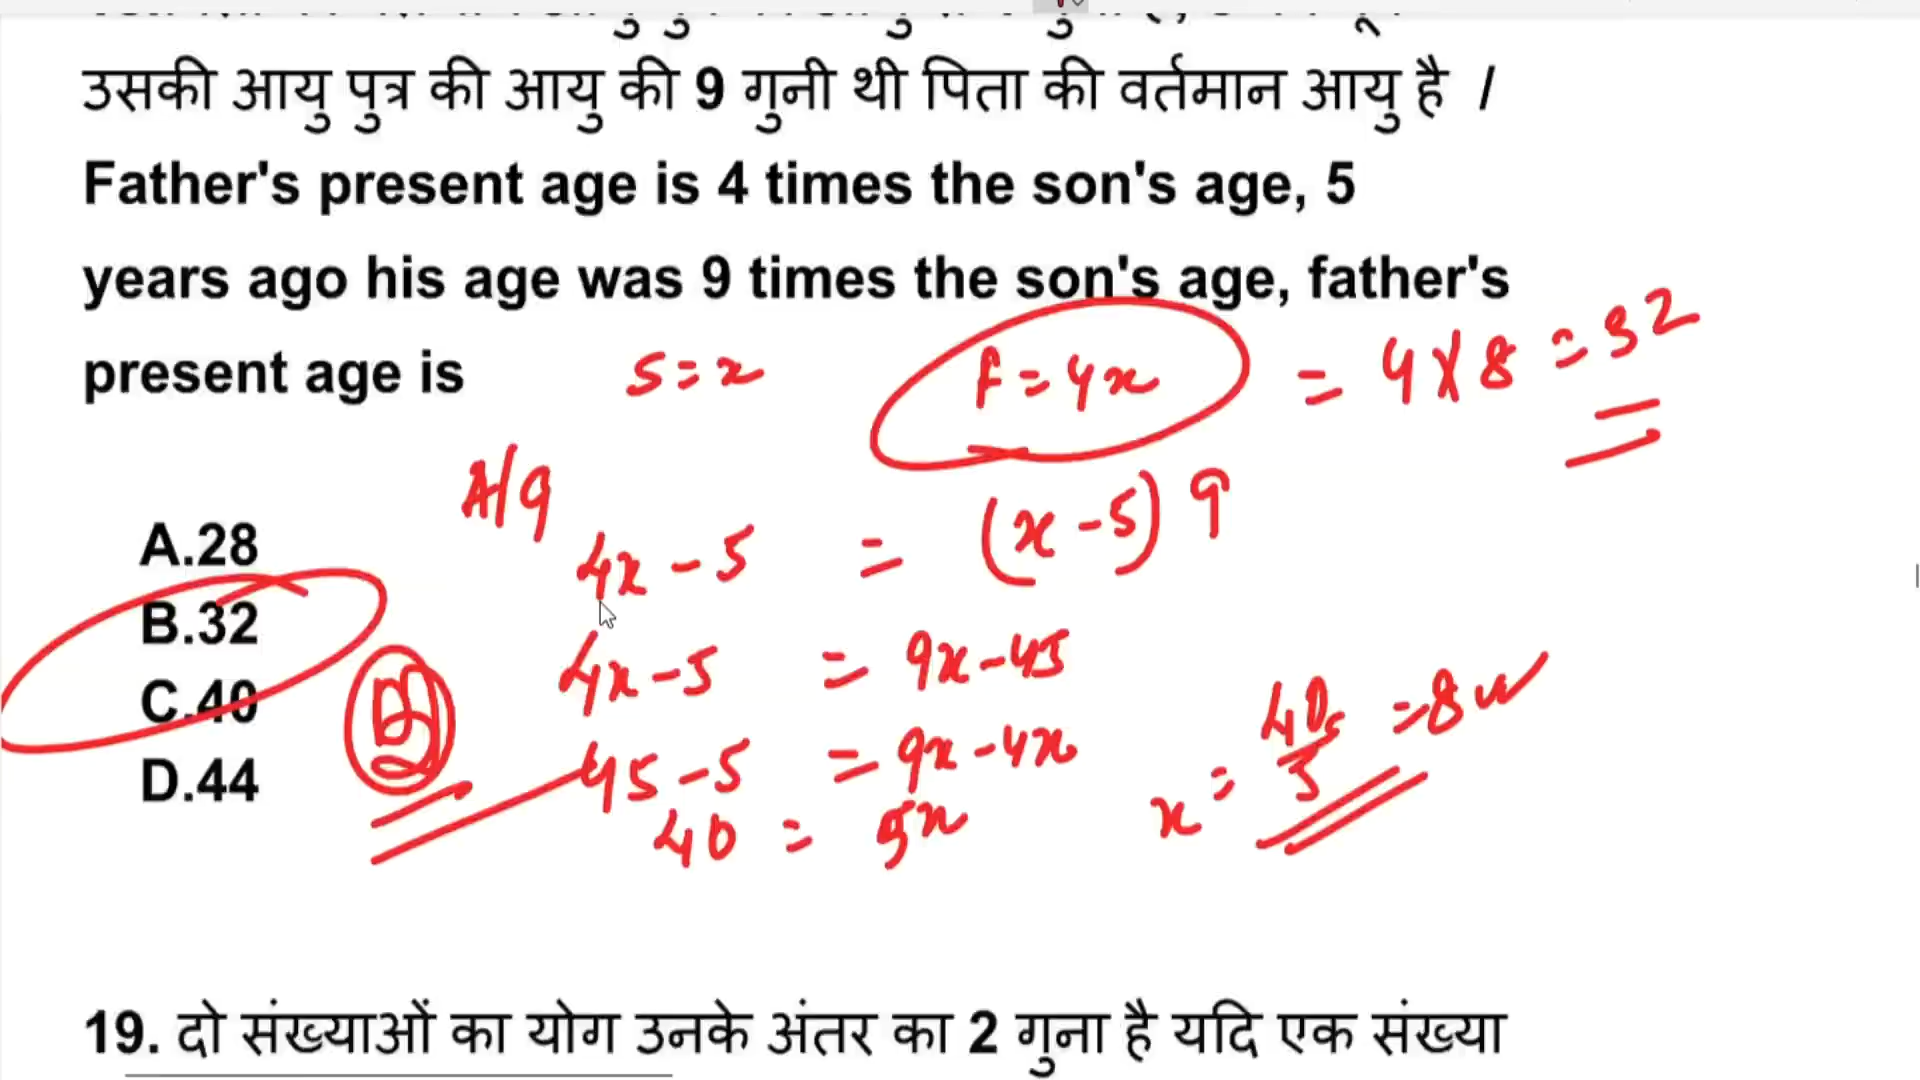 उसकी आयु पुत्र की आयु की 9 गुनी थी पिता की वर्तमान आयु है /
Father's present age is 4 times the son's age, 5
years ago his age was 9 times the son's age, father's
present age is
S = x
F = 4x = 4 X 8 = 32
A/q
4x - 5 = (x - 5) 9
4x - 5 = 9x - 45
45 - 5 = 9x - 4x
40 = 5x
x = 40/5 = 8
A.28
B.32
C.40
D.44
B
19. दो संख्याओं का योग उनके अंतर का 2 गुना है यदि एक संख्या